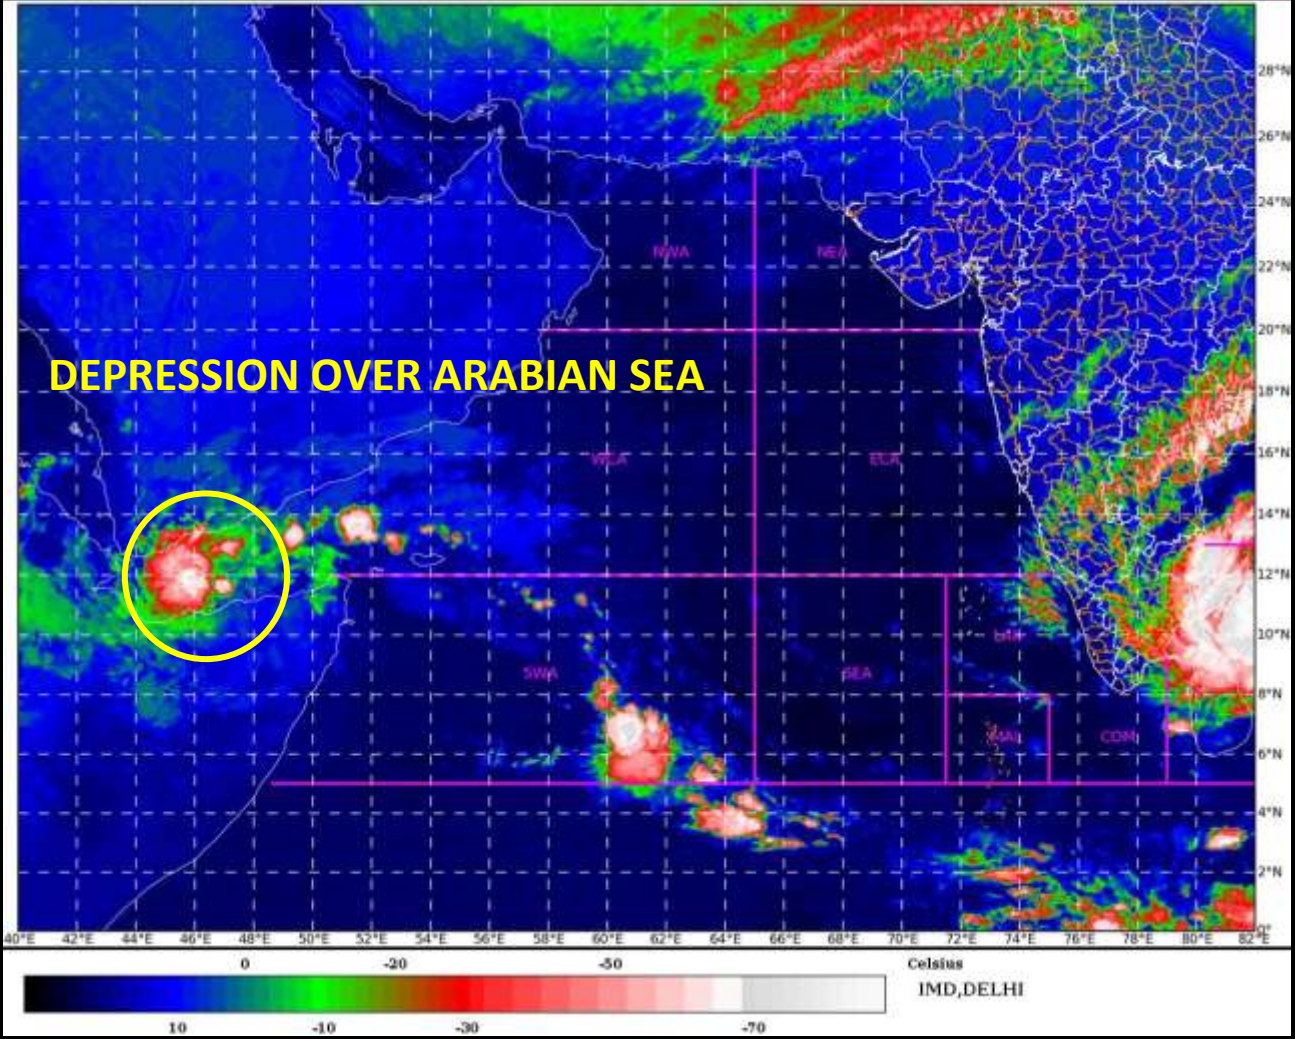 28°N
26°N
24°N
NWA NEA
22°N
20°N
DEPRESSION OVER ARABIAN SEA
18°N
WCA ECA
16°N
14°N
12°N
LAK
10°N
SWA SEA
8°N
MAL COM
6°N
4°N
2°N
0°
40°E 42°E 44°E 46°E 48°E 50°E 52°E 54°E 56°E 58°E 60°E 62°E 64°E 66°E 68°E 70°E 72°E 74°E 76°E 78°E 80°E 82°E
0 -20 -50 Celsius
IMD,DELHI
10 -10 -30 -70